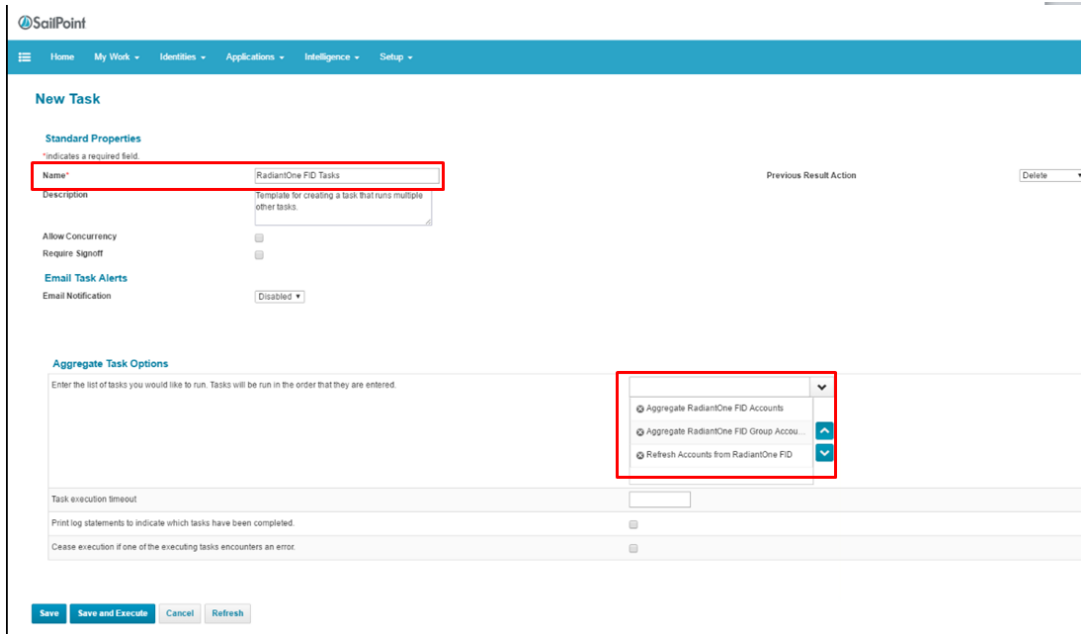 SailPoint
Home My Work Identities Applications Intelligence Setup
New Task
Standard Properties
*indicates a required field.
Name* RadiantOne FID Tasks Previous Result Action Delete
Description Template for creating a task that runs multiple
other tasks.
Allow Concurrency
Require Signoff
Email Task Alerts
Email Notification Disabled
Aggregate Task Options
Enter the list of tasks you would like to run. Tasks will be run in the order that they are entered.
Aggregate RadiantOne FID Accounts
Aggregate RadiantOne FID Group Accou...
Refresh Accounts from RadiantOne FID
Task execution timeout
Print log statements to indicate which tasks have been completed.
Cease execution if one of the executing tasks encounters an error.
Save Save and Execute Cancel Refresh